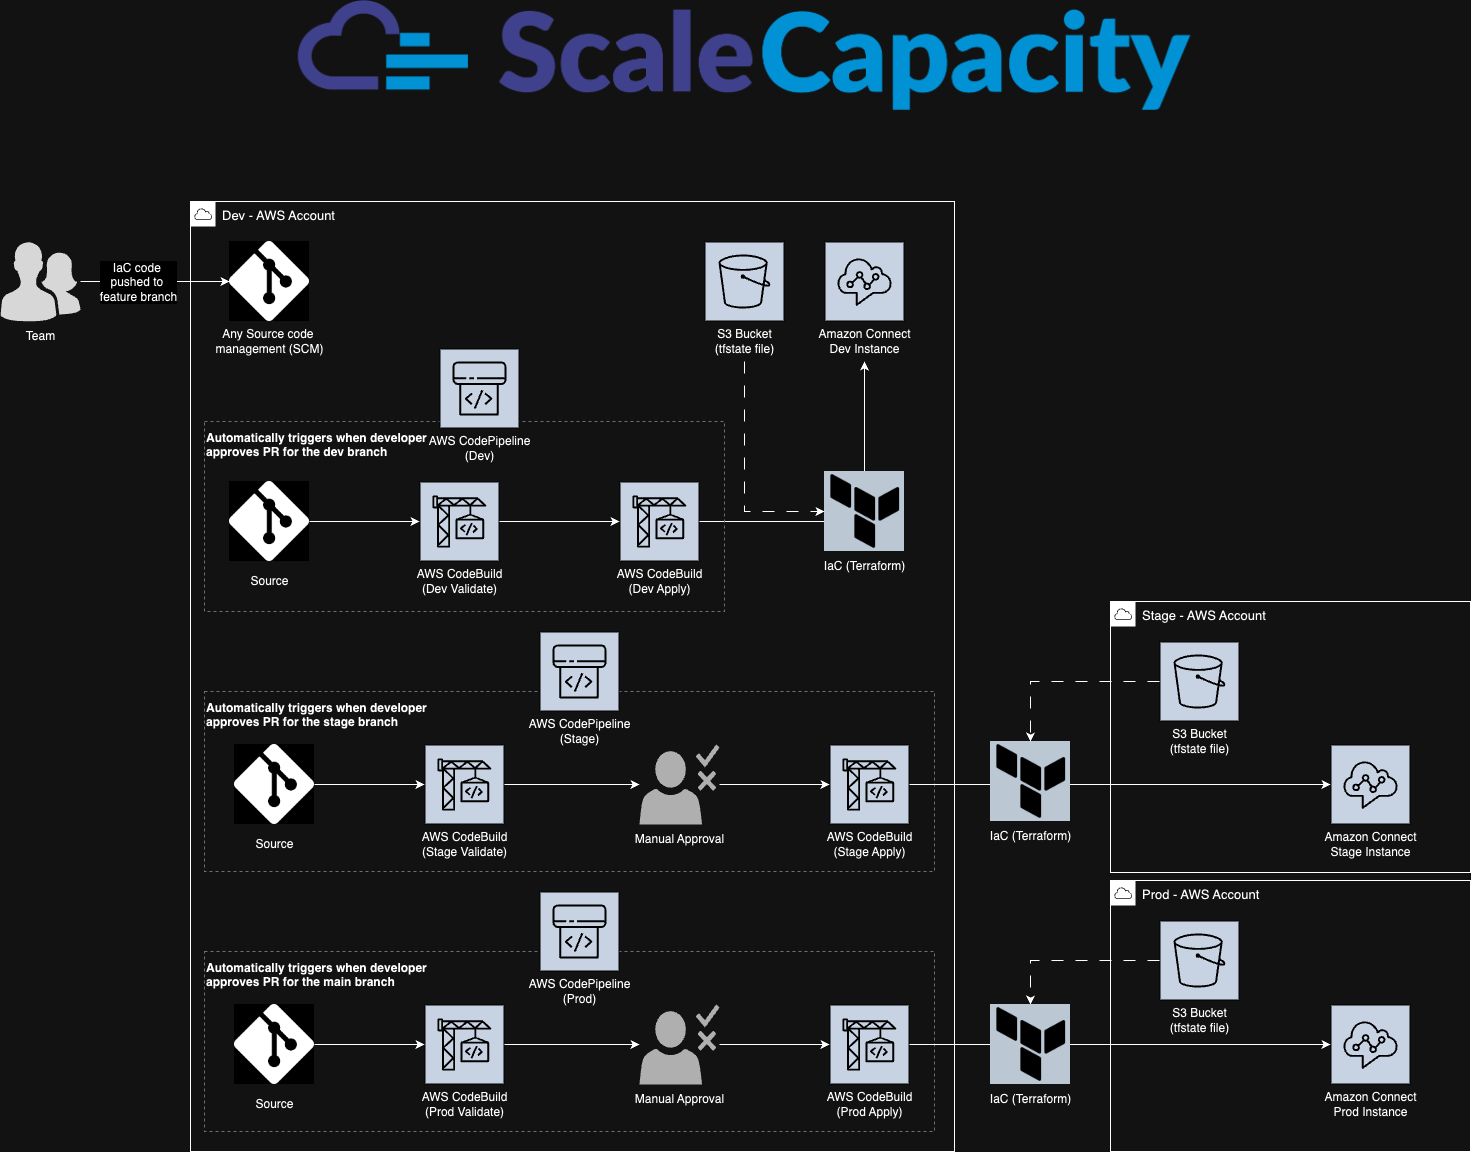 ScaleCapacity
Dev - AWS Account
IaC code
pushed to
feature branch
Team
Any Source code
management (SCM)
S3 Bucket
(tfstate file)
Amazon Connect
Dev Instance
Automatically triggers when developer
approves PR for the dev branch
AWS CodePipeline
(Dev)
Source
AWS CodeBuild
(Dev Validate)
AWS CodeBuild
(Dev Apply)
IaC (Terraform)
Stage - AWS Account
S3 Bucket
(tfstate file)
Automatically triggers when developer
approves PR for the stage branch
AWS CodePipeline
(Stage)
Source
AWS CodeBuild
(Stage Validate)
Manual Approval
AWS CodeBuild
(Stage Apply)
IaC (Terraform)
Amazon Connect
Stage Instance
Prod - AWS Account
S3 Bucket
(tfstate file)
Automatically triggers when developer
approves PR for the main branch
AWS CodePipeline
(Prod)
Source
AWS CodeBuild
(Prod Validate)
Manual Approval
AWS CodeBuild
(Prod Apply)
IaC (Terraform)
Amazon Connect
Prod Instance